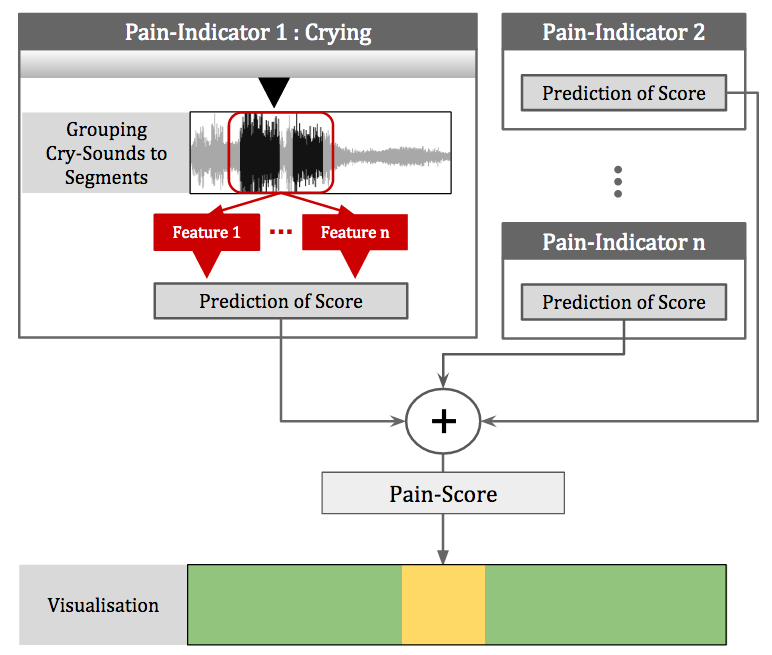 Pain-Indicator 1 : Crying
Grouping
Cry-Sounds to
Segments
Feature 1
...
Feature n
Prediction of Score
Pain-Indicator 2
Prediction of Score
Pain-Indicator n
Prediction of Score
+
Pain-Score
Visualisation